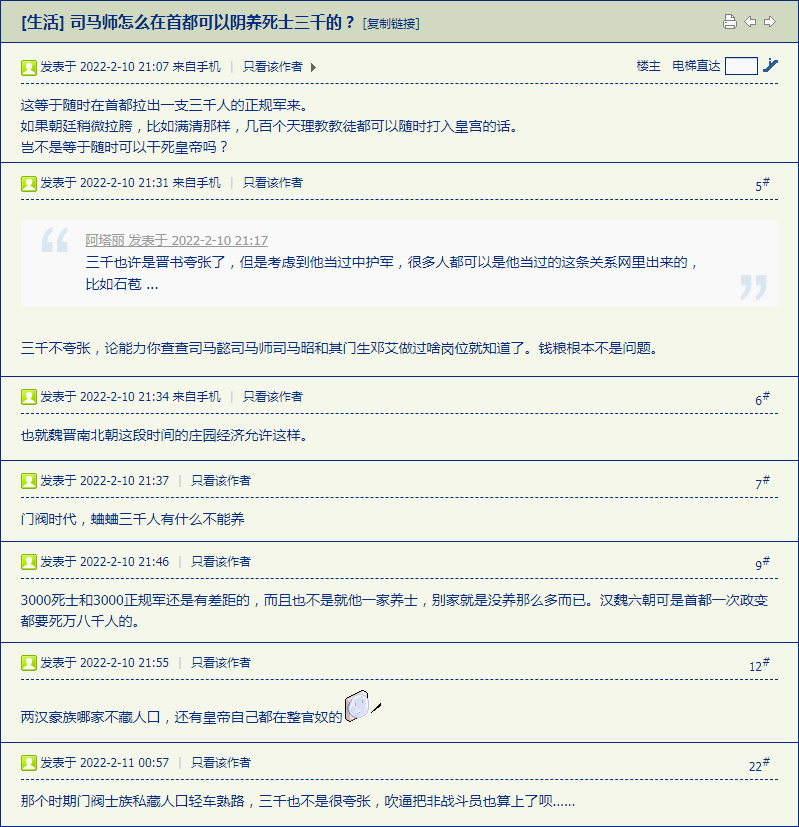 [生活] 司马师怎么在首都可以阴养死士三千的？ [复制链接]
发表于 2022-2-10 21:07 来自手机 | 只看该作者 楼主 电梯直达
这等于随时在首都拉出一支三千人的正规军来。
如果朝廷稍微拉胯，比如满清那样，几百个天理教教徒都可以随时打入皇宫的话。
岂不是等于随时可以干死皇帝吗？
发表于 2022-2-10 21:31 来自手机 | 只看该作者 5#
阿塔丽 发表于 2022-2-10 21:17
三千也许是晋书夸张了，但是考虑到他当过中护军，很多人都可以是他当过的这条关系网里出来的，
比如石苞 ...
三千不夸张，论能力你查查司马懿司马师司马昭和其门生邓艾做过啥岗位就知道了。钱粮根本不是问题。
发表于 2022-2-10 21:34 来自手机 | 只看该作者 6#
也就魏晋南北朝这段时间的庄园经济允许这样。
发表于 2022-2-10 21:37 | 只看该作者 7#
门阀时代，蛐蛐三千人有什么不能养
发表于 2022-2-10 21:46 | 只看该作者 9#
3000死士和3000正规军还是有差距的，而且也不是就他一家养士，别家就是没养那么多而已。汉魏六朝可是首都一次政变
都要死万八千人的。
发表于 2022-2-10 21:55 | 只看该作者 12#
两汉豪族哪家不藏人口，还有皇帝自己都在整官奴的
发表于 2022-2-11 00:57 | 只看该作者 22#
那个时期门阀士族私藏人口轻车熟路，三千也不是很夸张，吹逼把非战斗员也算上了呗......